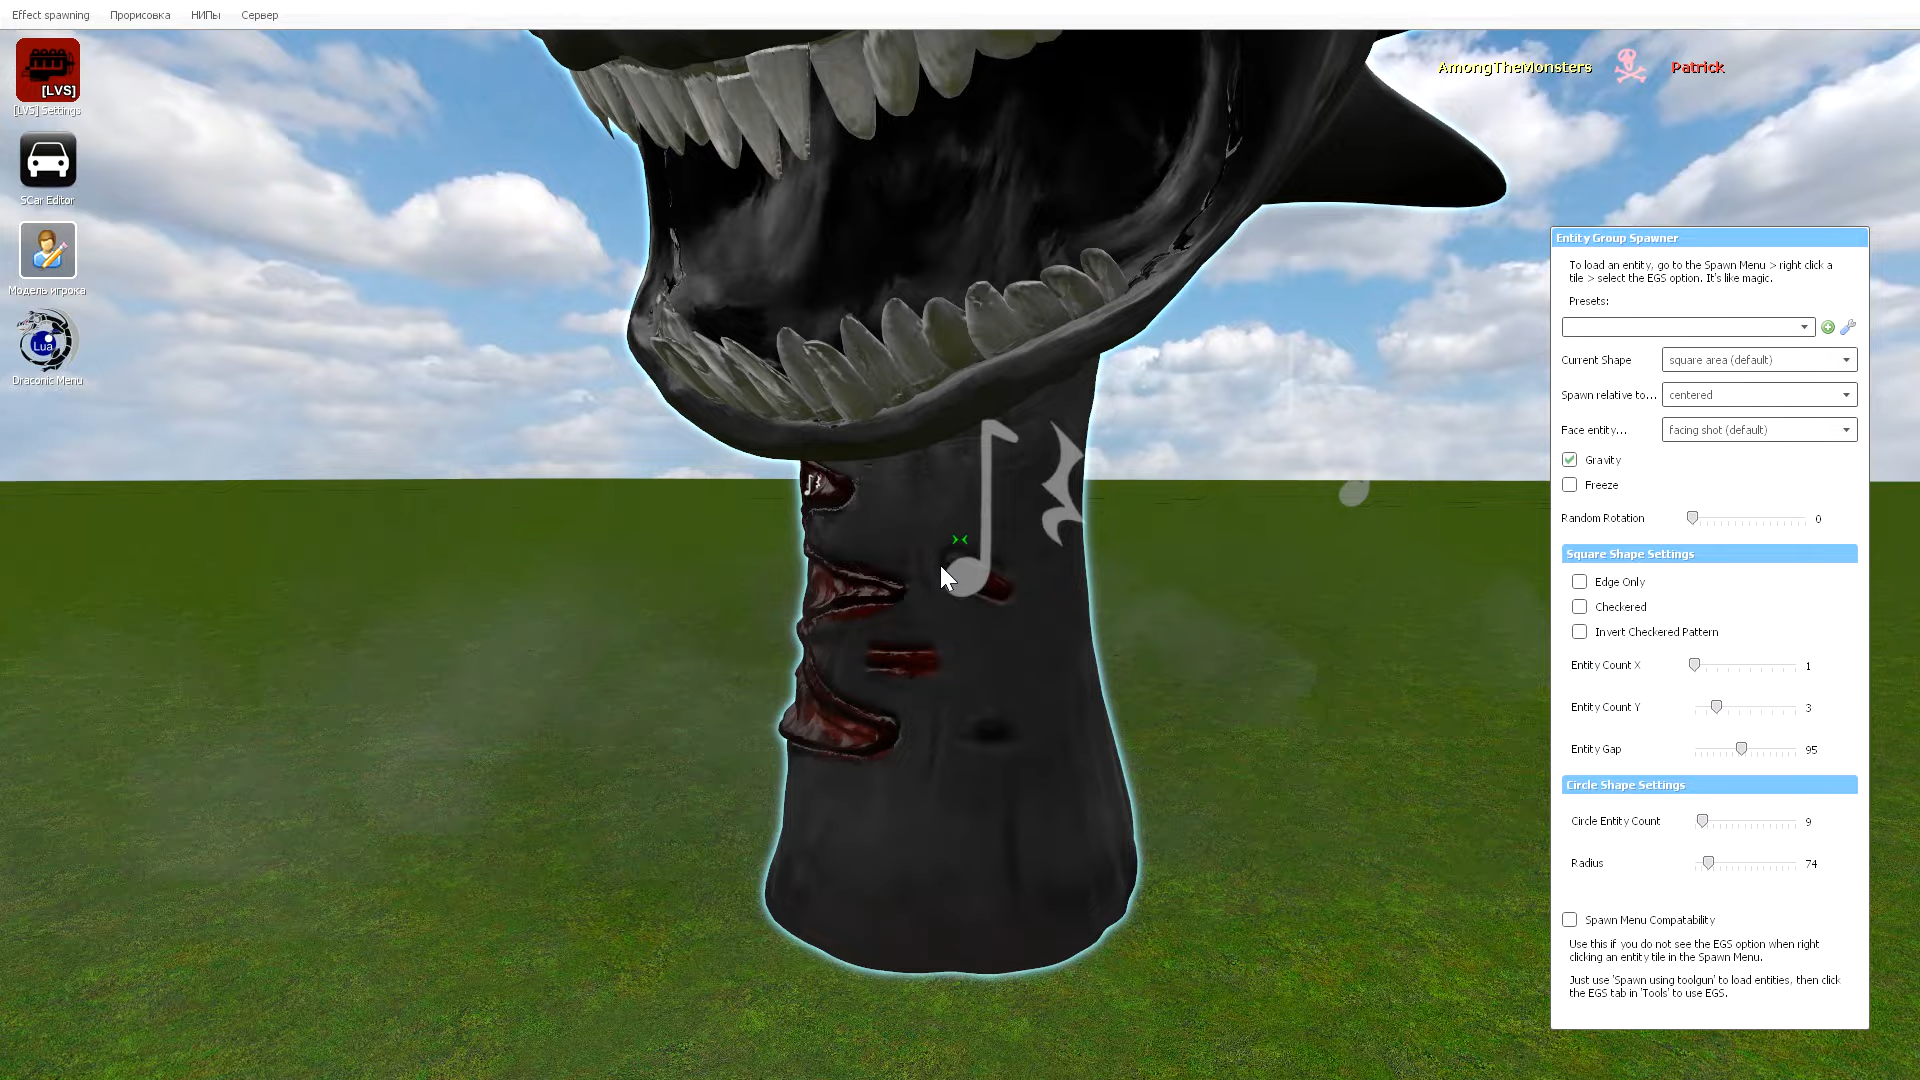 Effect spawning Прорисовка НИПы Сервер
[LVS]
[LVS] Settings
SCar Editor
Модель игрока
Lua
Draconic Menu
AmongTheMonsters Patrick
Entity Group Spawner
To load an entity, go to the Spawn Menu > right click a
tile > select the EGS option. It's like magic.
Presets:
Current Shape square area (default)
Spawn relative to... centered
Face entity... facing shot (default)
Gravity
Freeze
Random Rotation 0
Square Shape Settings
Edge Only
Checkered
Invert Checkered Pattern
Entity Count X 1
Entity Count Y 3
Entity Gap 95
Circle Shape Settings
Circle Entity Count 9
Radius 74
Spawn Menu Compatability
Use this if you do not see the EGS option when right
clicking an entity tile in the Spawn Menu.
Just use 'Spawn using toolgun' to load entities, then click
the EGS tab in 'Tools' to use EGS.